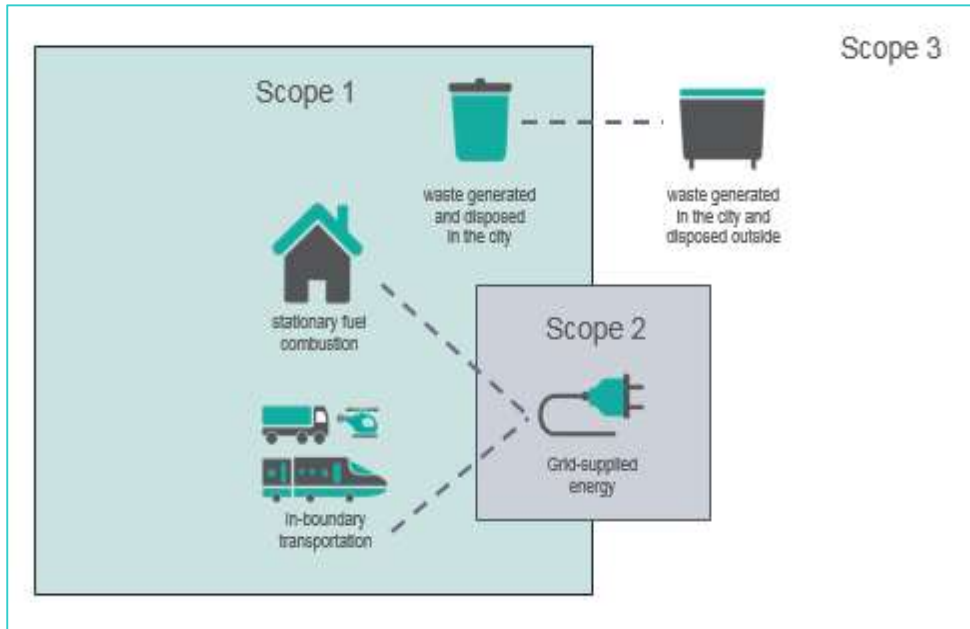 Scope 3
Scope 1
waste generated
and disposed
in the city
waste generated
in the city and
disposed outside
stationary fuel
combustion
Scope 2
Grid-supplied
energy
in-boundary
transportation